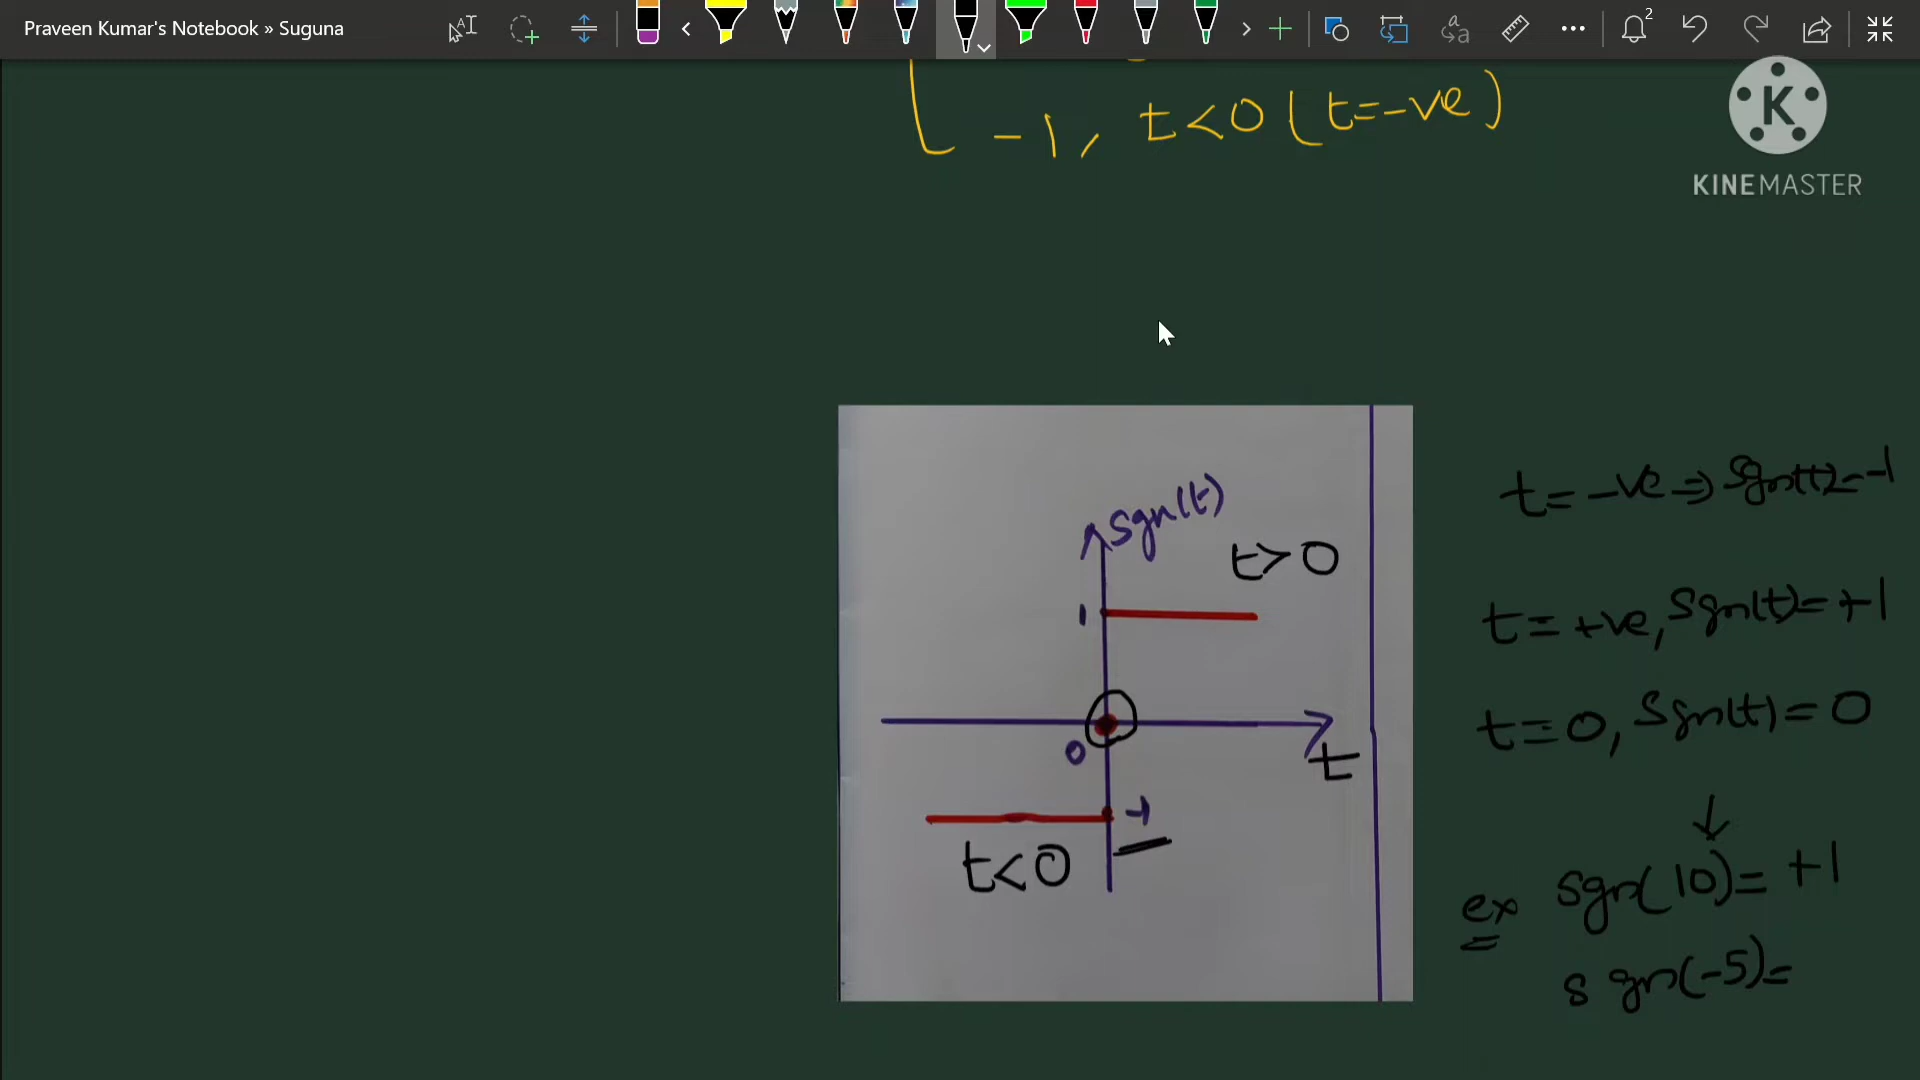 Praveen Kumar's Notebook » Suguna
2
-1, t<0 (t=-ve)
KINEMASTER
sgn(t)
t>0
1
0
t
-1
t<0
t=-ve⇒sgn(t)=-1
t=+ve, sgn(t)=+1
t=0, sgn(t)=0
↓
ex sgn(10)=+1
sgn(-5)=